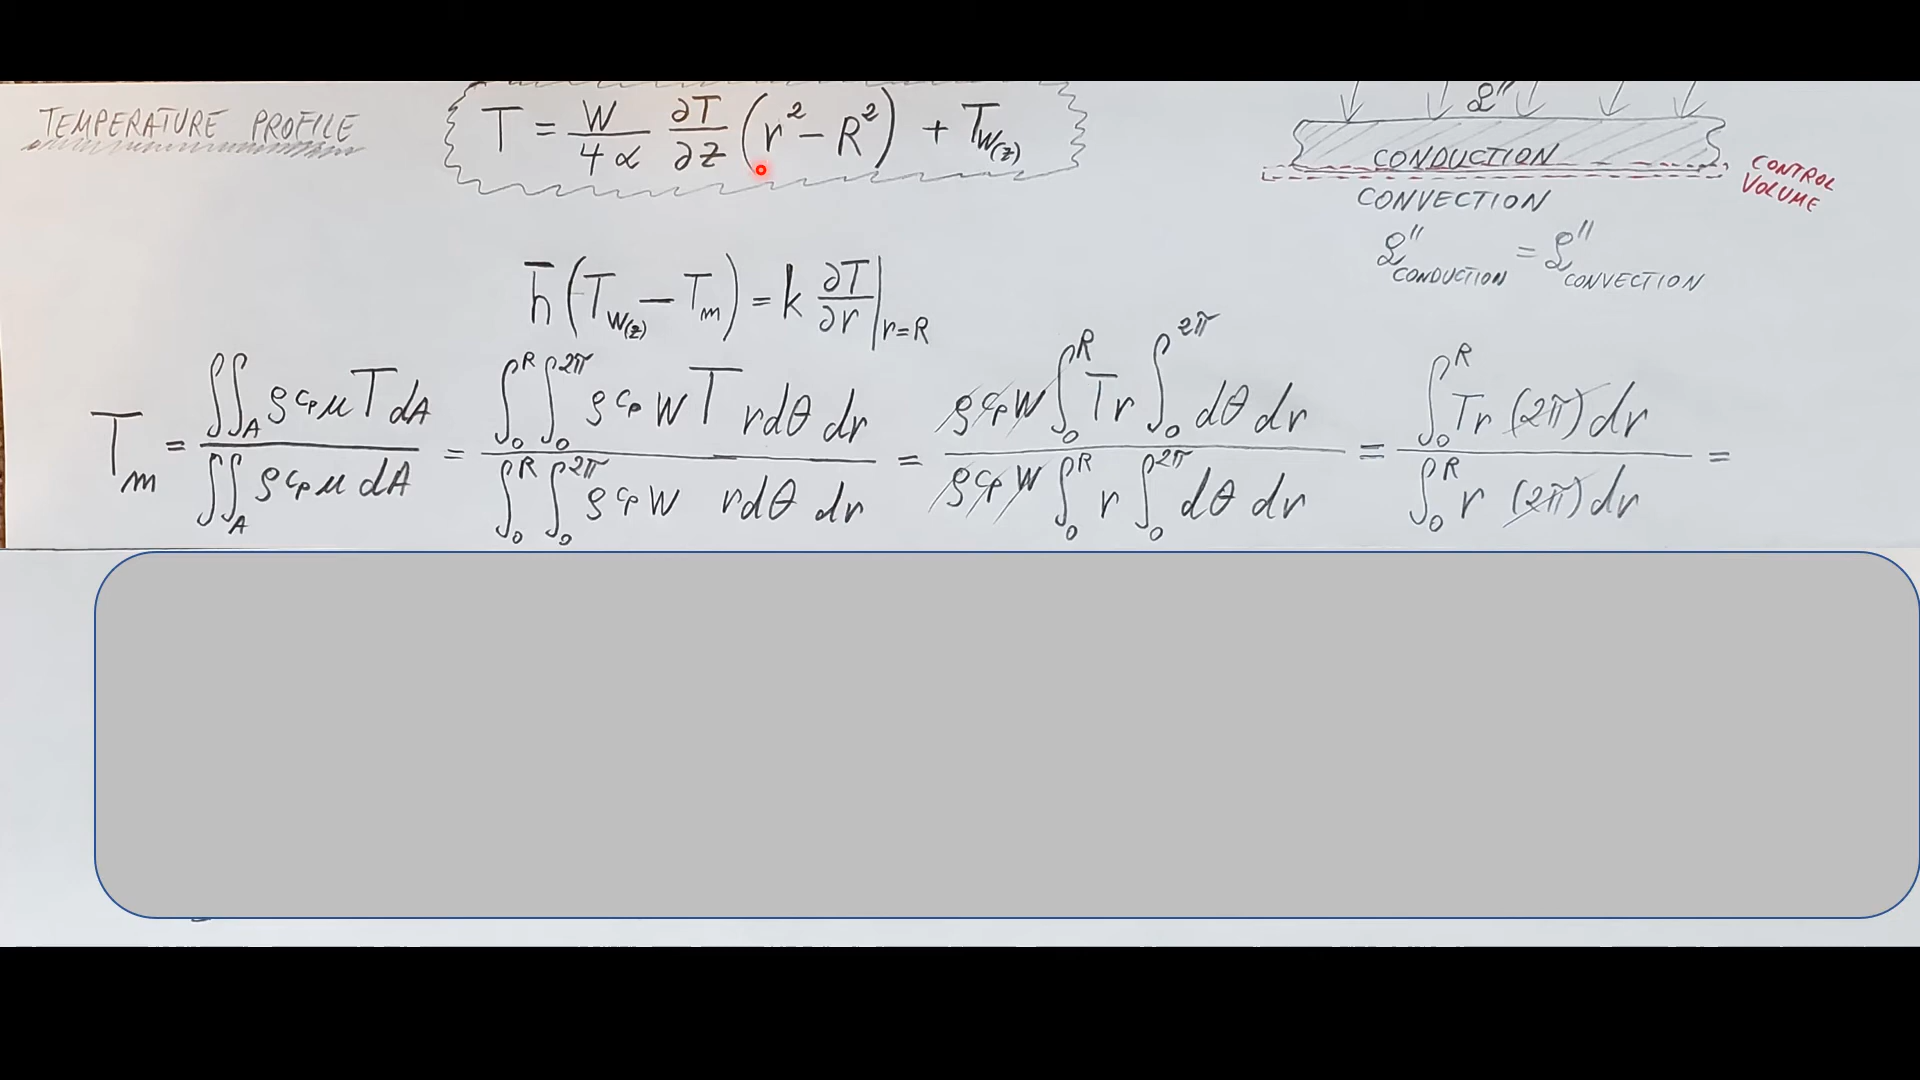 TEMPERATURE PROFILE
T = W/4α ∂T/∂z (r² − R²) + T_W(z)
q''
CONDUCTION
CONTROL VOLUME
CONVECTION
q''_CONDUCTION = q''_CONVECTION
h̄ (T_W(z) − T_m) = k ∂T/∂r |_r=R
T_m = ∬_A ρ c_p u T dA / ∬_A ρ c_p u dA = ∫_0^R ∫_0^2π ρ c_p W T r dθ dr / ∫_0^R ∫_0^2π ρ c_p W r dθ dr = ρ c_p W ∫_0^R T r ∫_0^2π dθ dr / ρ c_p W ∫_0^R r ∫_0^2π dθ dr = ∫_0^R T r (2π) dr / ∫_0^R r (2π) dr =